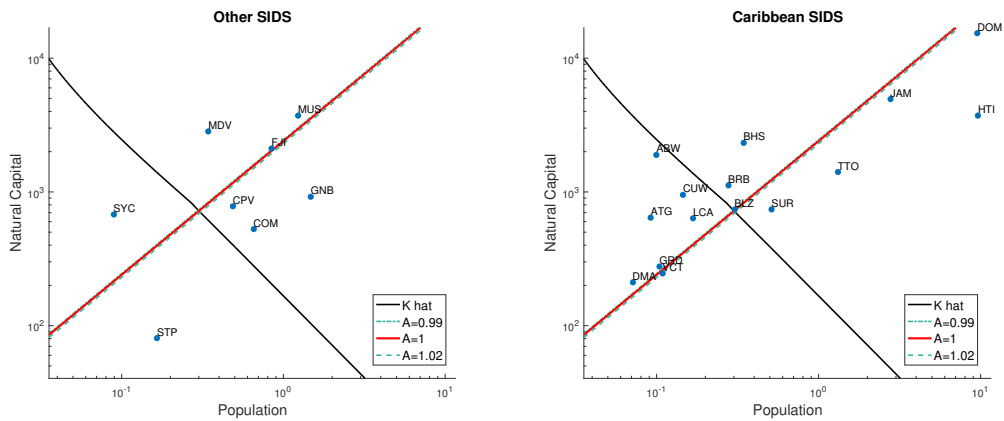 Other SIDS
Natural Capital
10^4
10^3
10^2
MUS
MDV
FJI
GNB
CPV
SYC
COM
STP
K hat
A=0.99
A=1
A=1.02
10^-1
10^0
10^1
Population
Caribbean SIDS
Natural Capital
10^4
10^3
10^2
DOM
JAM
HTI
BHS
ABW
TTO
BRB
CUW
BLZ
SUR
ATG
LCA
GRD
VCT
DMA
K hat
A=0.99
A=1
A=1.02
10^-1
10^0
10^1
Population